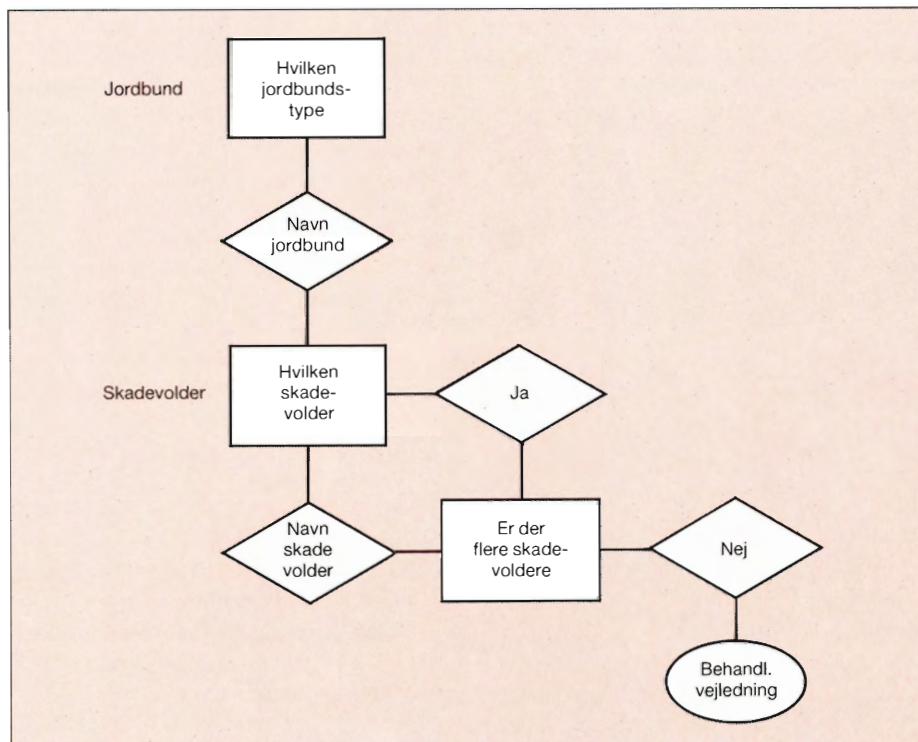 Jordbund
Hvilken
jordbunds-
type
Navn
jordbund
Skadevolder
Hvilken
skade-
volder
Ja
Navn
skade
volder
Er der
flere skade-
voldere
Nej
Behandl.
vejledning